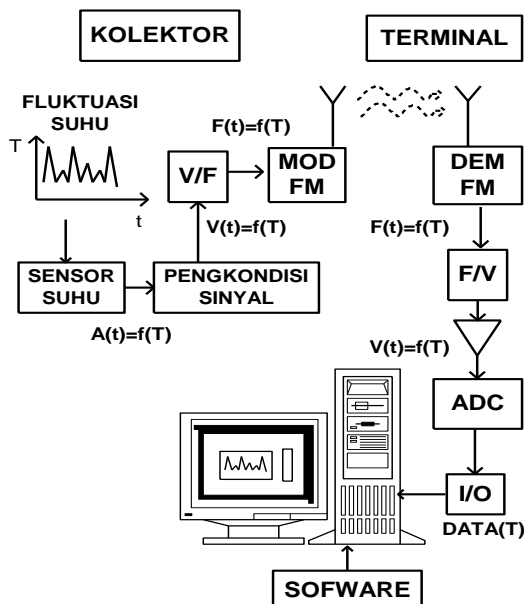 KOLEKTOR
TERMINAL
FLUKTUASI
SUHU
T
t
F(t)=f(T)
V/F
MOD
FM
V(t)=f(T)
SENSOR
SUHU
PENGKONDISI
SINYAL
A(t)=f(T)
DEM
FM
F(t)=f(T)
F/V
V(t)=f(T)
ADC
I/O
DATA(T)
SOFWARE